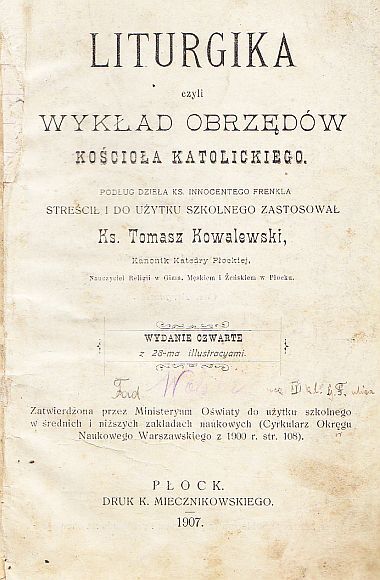 LITURGIKA
czyli
WYKŁAD OBRZĘDÓW
KOŚCIOŁA KATOLICKIEGO.
PODŁUG DZIEŁA KS. INNOCENTEGO FRENKLA
STREŚCIŁ I DO UŻYTKU SZKOLNEGO ZASTOSOWAŁ
Ks. Tomasz Kowalewski,
Kanonik Katedry Płockiej,
Nauczyciel Religii w Gimn. Męskiem i Żeńskiem w Płocku.
WYDANIE CZWARTE
z 28-ma illustracyami.
Zatwierdzona przez Ministeryum Oświaty do użytku szkolnego
w średnich i niższych zakładach naukowych (Cyrkularz Okręgu
Naukowego Warszawskiego z 1900 r. str. 108).
PŁOCK.
DRUK K. MIECZNIKOWSKIEGO.
1907.